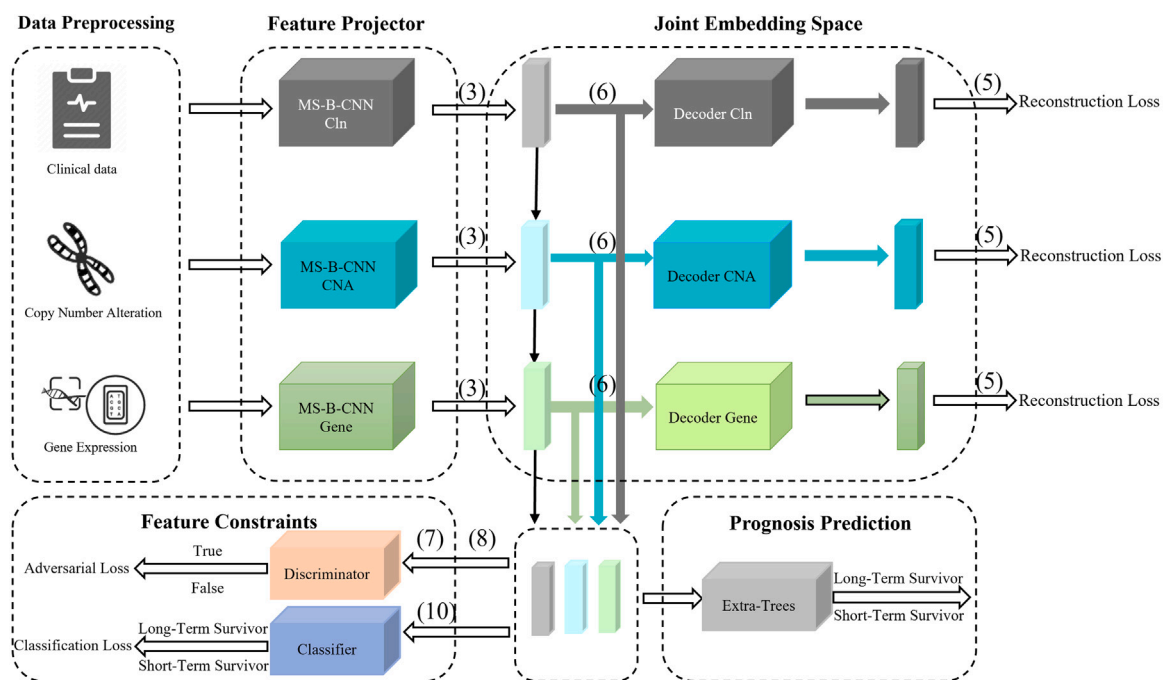 Data Preprocessing
Feature Projector
Joint Embedding Space
Clinical data
MS-B-CNN
Cln
(3)
(6)
Decoder Cln
(5)
Reconstruction Loss
Copy Number Alteration
MS-B-CNN
CNA
(3)
(6)
Decoder CNA
(5)
Reconstruction Loss
Gene Expression
MS-B-CNN
Gene
(3)
(6)
Decoder Gene
(5)
Reconstruction Loss
Feature Constraints
Adversarial Loss
True
False
Discriminator
(7)
(8)
Classification Loss
Long-Term Survivor
Short-Term Survivor
Classifier
(10)
Prognosis Prediction
Extra-Trees
Long-Term Survivor
Short-Term Survivor